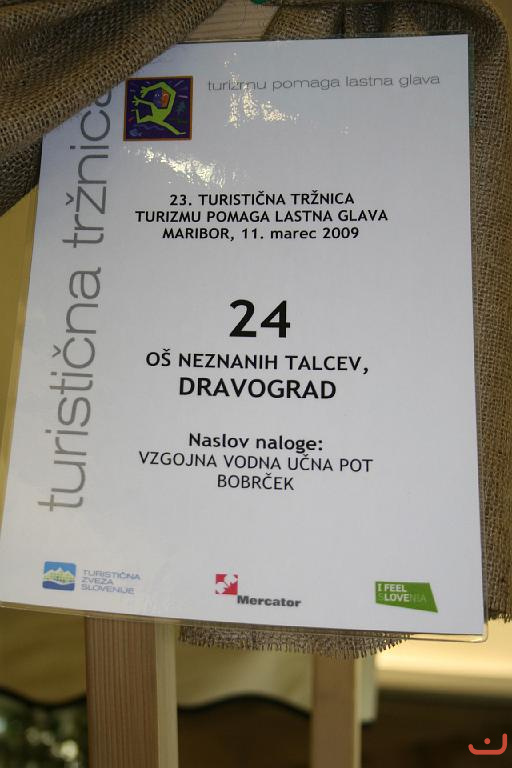 turizmu pomaga lastna glava
turistična tržnica
23. TURISTIČNA TRŽNICA
TURIZMU POMAGA LASTNA GLAVA
MARIBOR, 11. marec 2009
24
OŠ NEZNANIH TALCEV,
DRAVOGRAD
Naslov naloge:
VZGOJNA VODNA UČNA POT
BOBRČEK
TURISTIČNA
ZVEZA
SLOVENIJE
Mercator
I FEEL
SLOVENIA